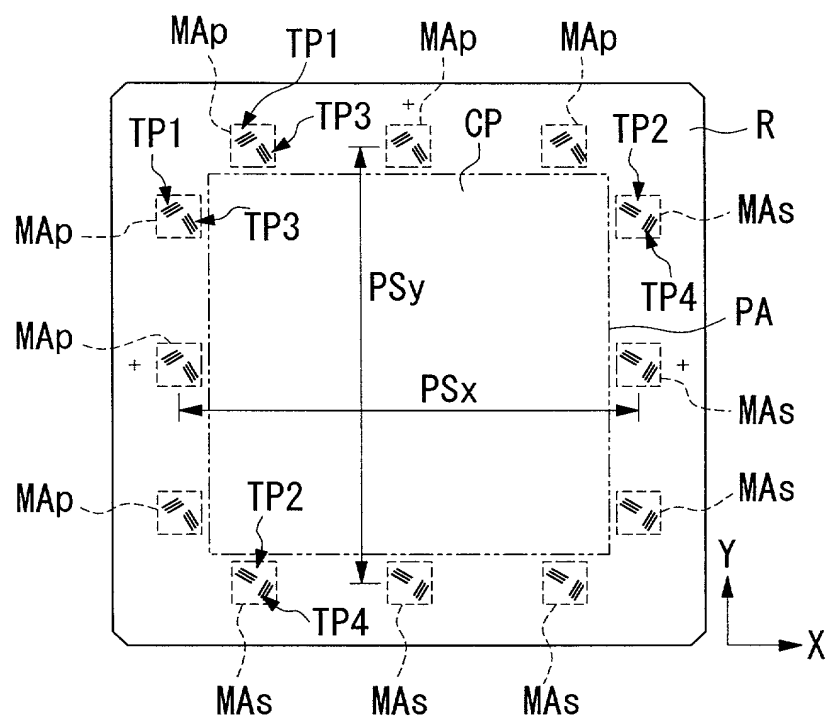 MAp TP1 MAp MAp
TP1 TP3 + CP TP2 R
MAp TP3 MAs
PSy TP4 PA
MAp + + MAs
PSx
MAp TP2 MAs
TP4 Y
X
MAs MAs MAs